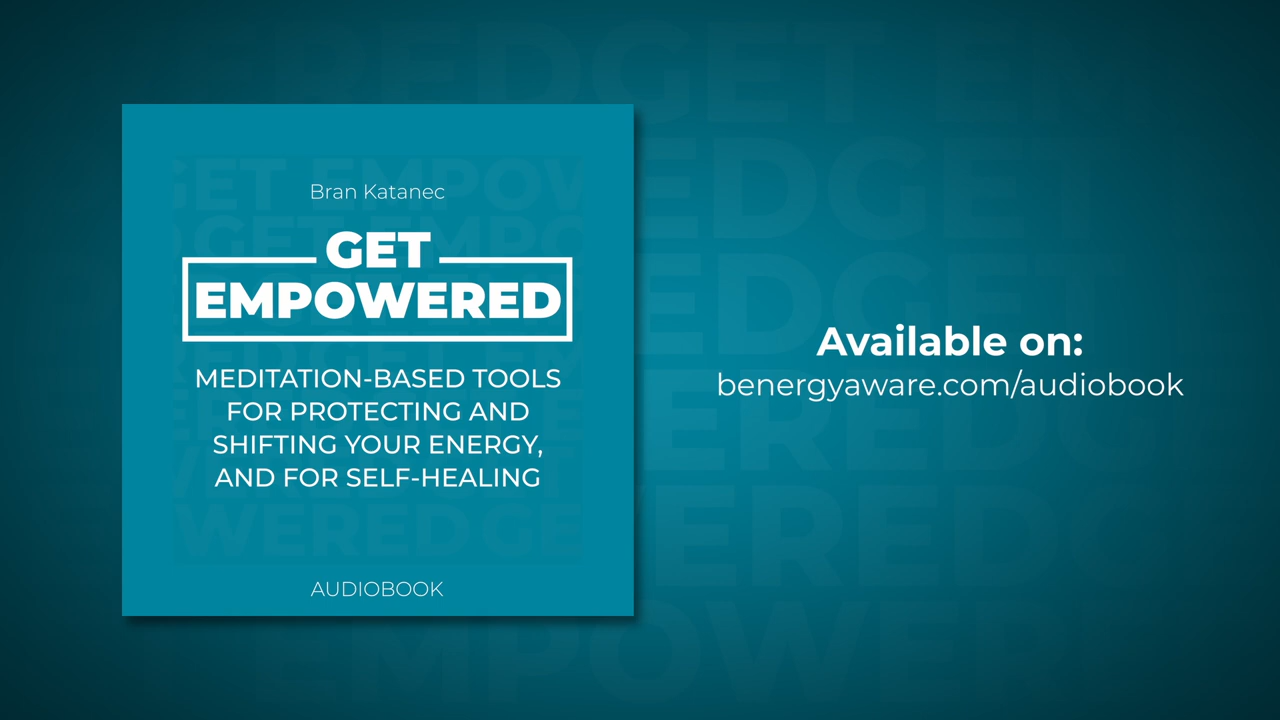 Bran Katanec
GET
EMPOWERED
MEDITATION-BASED TOOLS
FOR PROTECTING AND
SHIFTING YOUR ENERGY,
AND FOR SELF-HEALING
AUDIOBOOK
Available on:
benergyaware.com/audiobook